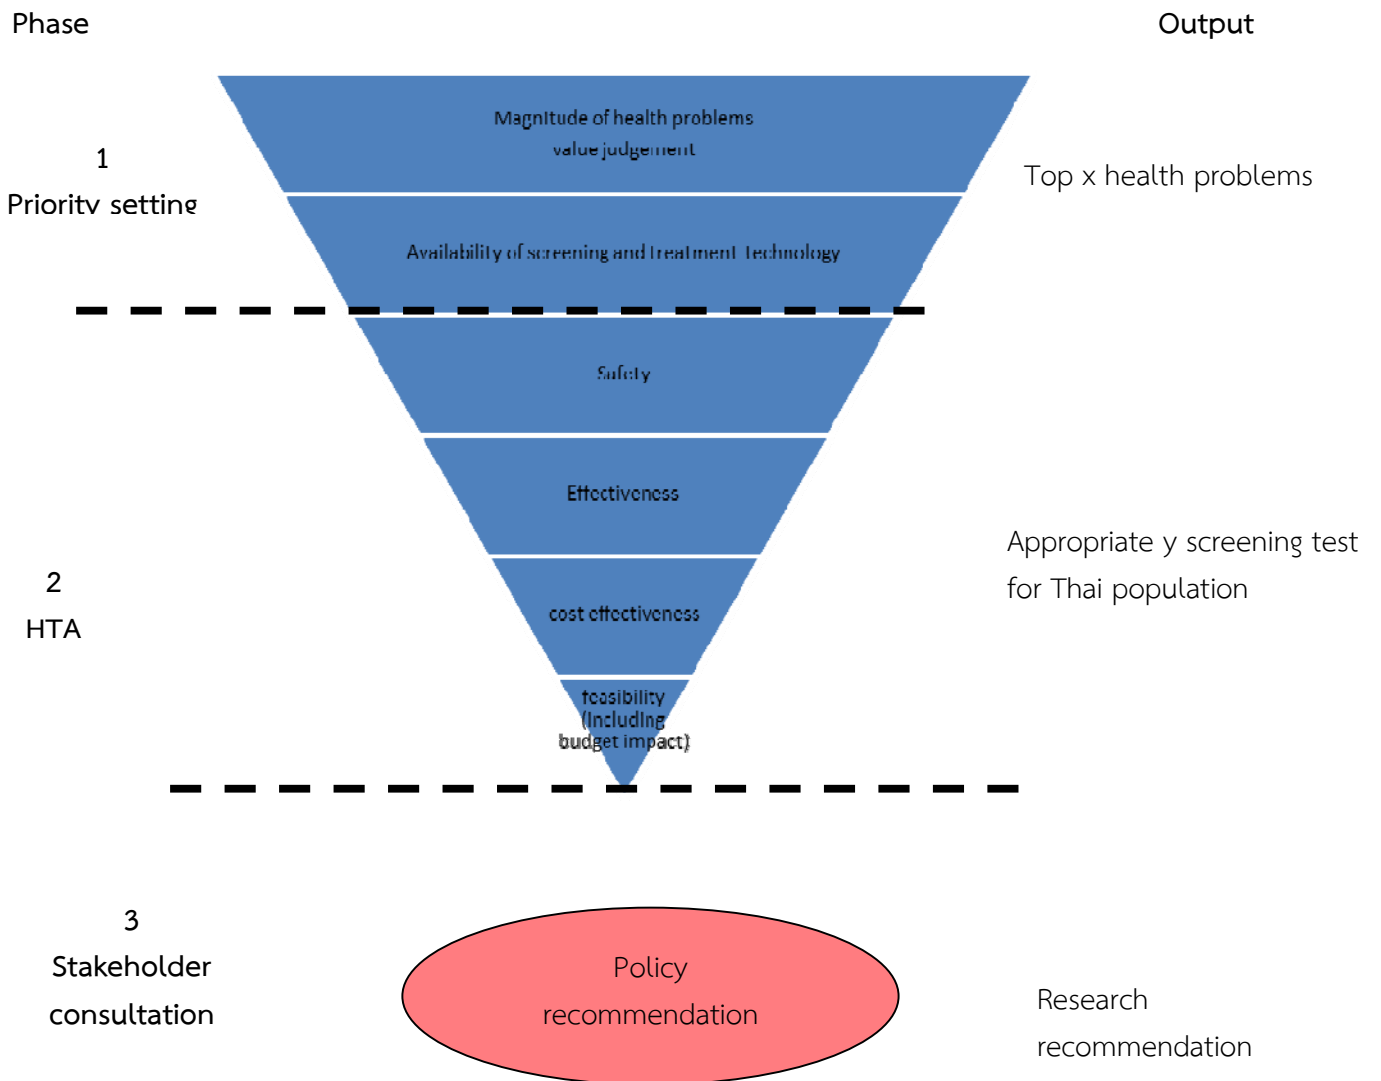 Phase
Output
Magnitude of health problems
value judgement
1
Priority setting
Top x health problems
Availability of screening and treatment technology
Safety
Effectiveness
Appropriate y screening test
for Thai population
2
HTA
cost effectiveness
feasibility
(including
budget impact)
3
Stakeholder
consultation
Policy
recommendation
Research
recommendation